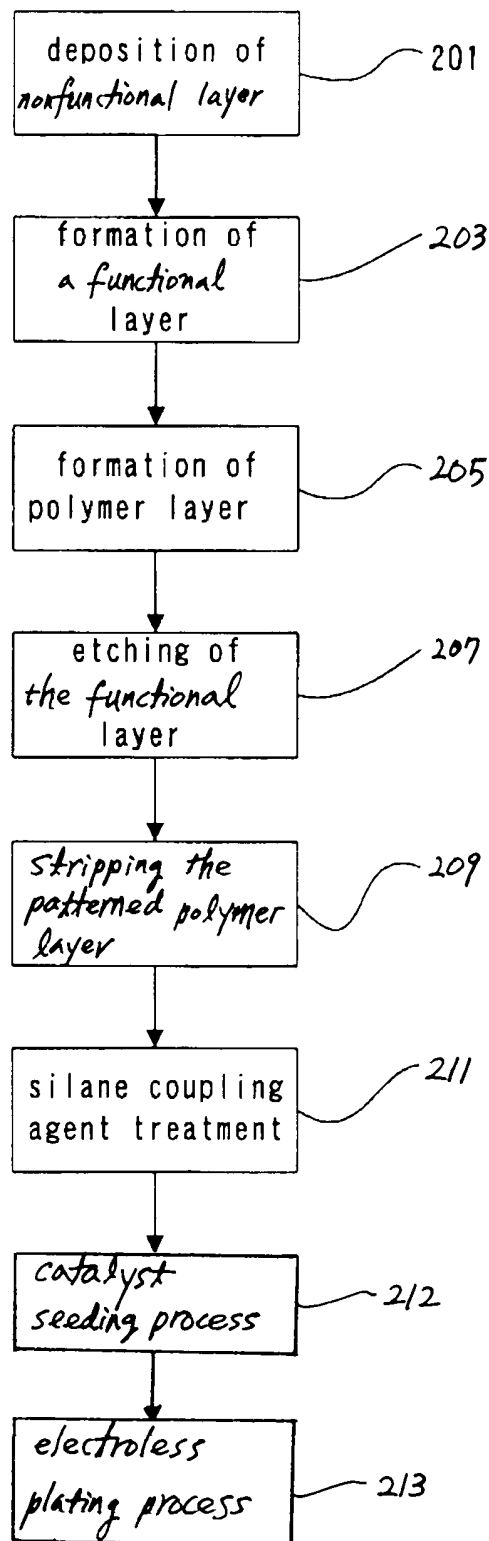 deposition of
nonfunctional layer
201
formation of
a functional
layer
203
formation of
polymer layer
205
etching of
the functional
layer
207
stripping the
patterned polymer
layer
209
silane coupling
agent treatment
211
catalyst
seeding process
212
electroless
plating process
213